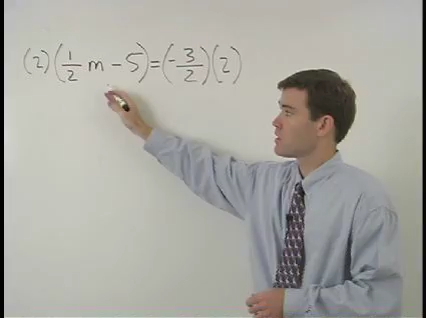 (2)(1/2 m - 5) = (-3/2)(2)